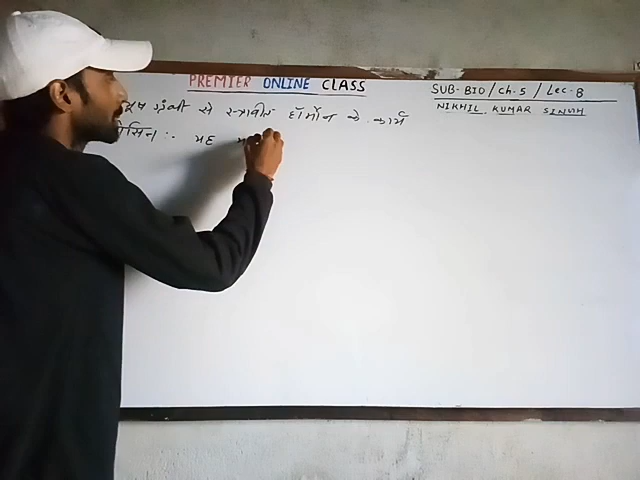 PREMIER ONLINE CLASS
SUB-BIO / Ch-5 / Lec-8
NIKHIL KUMAR SINGH
से स्त्रावित हॉर्मोन के कार्य
:- यह